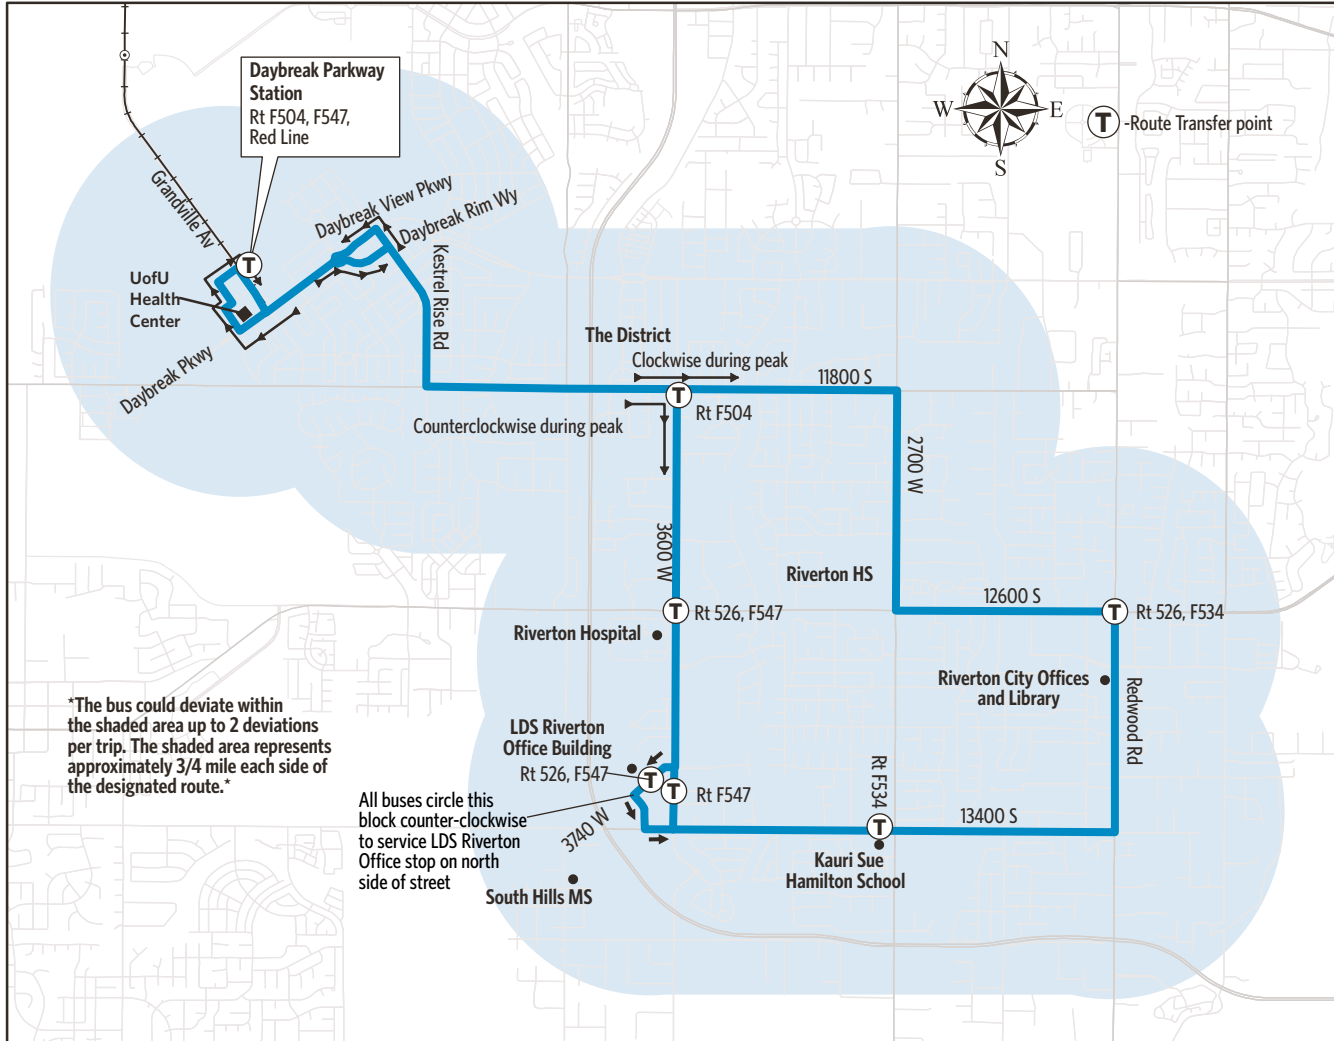 Daybreak Parkway
Station
Rt F504, F547,
Red Line
N
W
E
S
T
-Route Transfer point
Grandville Av
T
Daybreak View Pkwy
Daybreak Rim Wy
Kestrel Rise Rd
UofU
Health
Center
Daybreak Pkwy
The District
Clockwise during peak
11800 S
T
Rt F504
Counterclockwise during peak
2700 W
3600 W
Riverton HS
12600 S
T
Rt 526, F547
T
Rt 526, F534
Riverton Hospital
Riverton City Offices
and Library
Redwood Rd
*The bus could deviate within
the shaded area up to 2 deviations
per trip. The shaded area represents
approximately 3/4 mile each side of
the designated route.*
LDS Riverton
Office Building
Rt 526, F547
T
T
Rt F547
Rt F534
T
13400 S
All buses circle this
block counter-clockwise
to service LDS Riverton
Office stop on north
side of street
3740 W
Kauri Sue
Hamilton School
South Hills MS